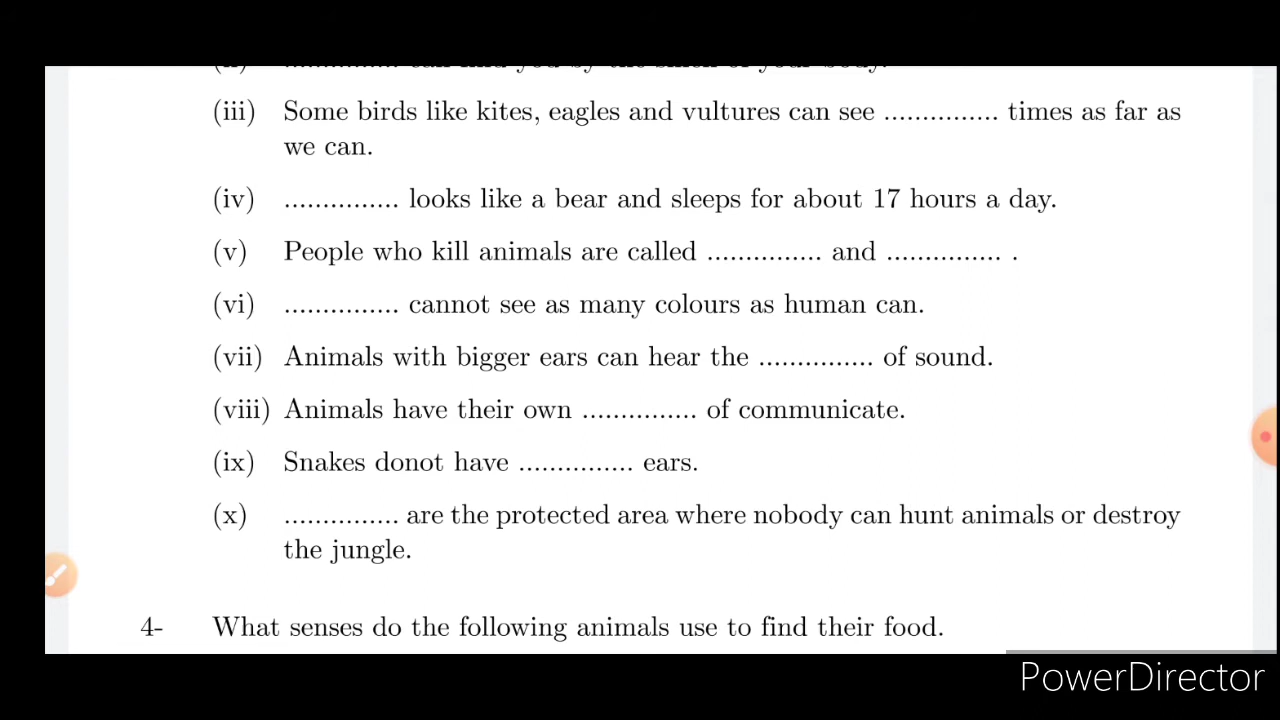 (iii) Some birds like kites, eagles and vultures can see ............... times as far as
we can.
(iv) ............... looks like a bear and sleeps for about 17 hours a day.
(v) People who kill animals are called ............... and ............... .
(vi) ............... cannot see as many colours as human can.
(vii) Animals with bigger ears can hear the ............... of sound.
(viii) Animals have their own ............... of communicate.
(ix) Snakes donot have ............... ears.
(x) ............... are the protected area where nobody can hunt animals or destroy
the jungle.
4- What senses do the following animals use to find their food.
PowerDirector